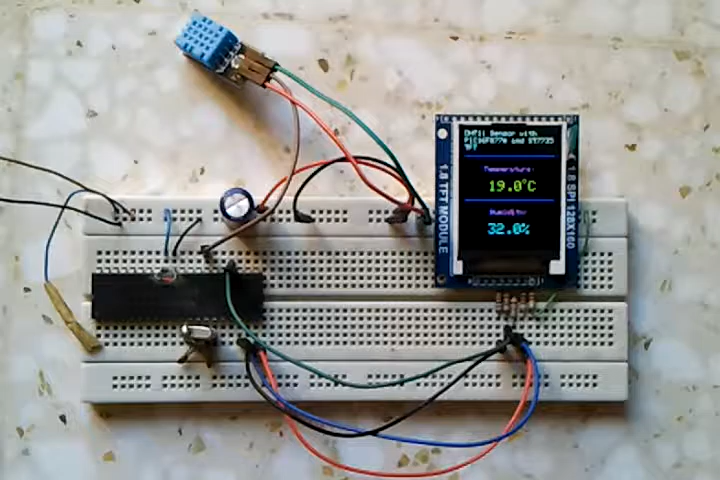 DHT11 Sensor with
PIC16F877A and ST7735
TFT
Temperature:
19.0°C
Humidity:
32.0%
1.8 TFT MODULE
1.8 SPI 128X160